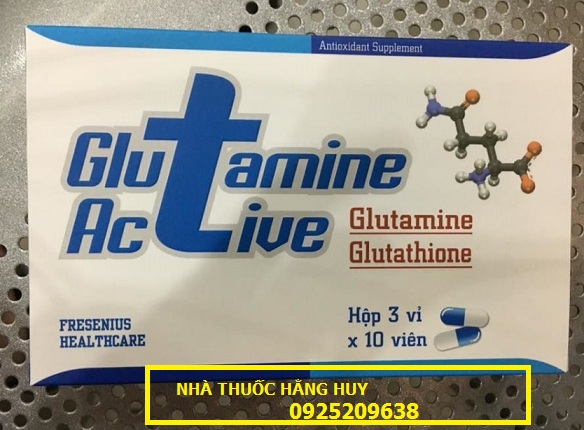 Antioxidant Supplement
Glutamine
Active
Glutamine
Glutathione
FRESENIUS
HEALTHCARE
Hộp 3 vỉ
x 10 viên
NHÀ THUỐC HẰNG HUY
0925209638